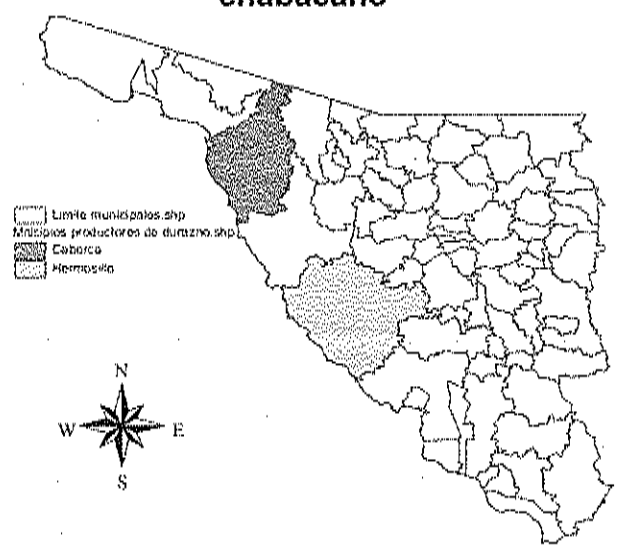 chabacano
Limite municipales.shp
Municipios productores de durazno.shp
Caborca
Hermosillo
N
W E
S